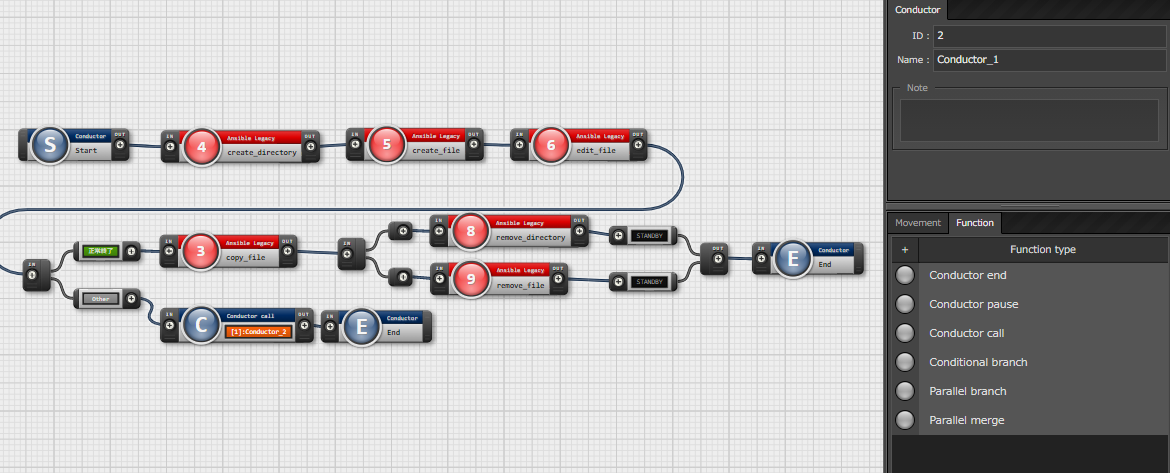 Conductor
ID : 2
Name : Conductor_1
Note
S Conductor OUT
Start
IN 4 Ansible Legacy OUT
create_directory
IN 5 Ansible Legacy OUT
create_file
IN 6 Ansible Legacy OUT
edit_file
IN
正常終了
Other
IN 3 Ansible Legacy OUT
copy_file
IN
IN 8 Ansible Legacy OUT
remove_directory
STANDBY
IN 9 Ansible Legacy OUT
remove_file
STANDBY
OUT
IN E Conductor
End
IN C Conductor call OUT
[1]:Conductor_2
IN E Conductor
End
Movement Function
+ Function type
Conductor end
Conductor pause
Conductor call
Conditional branch
Parallel branch
Parallel merge